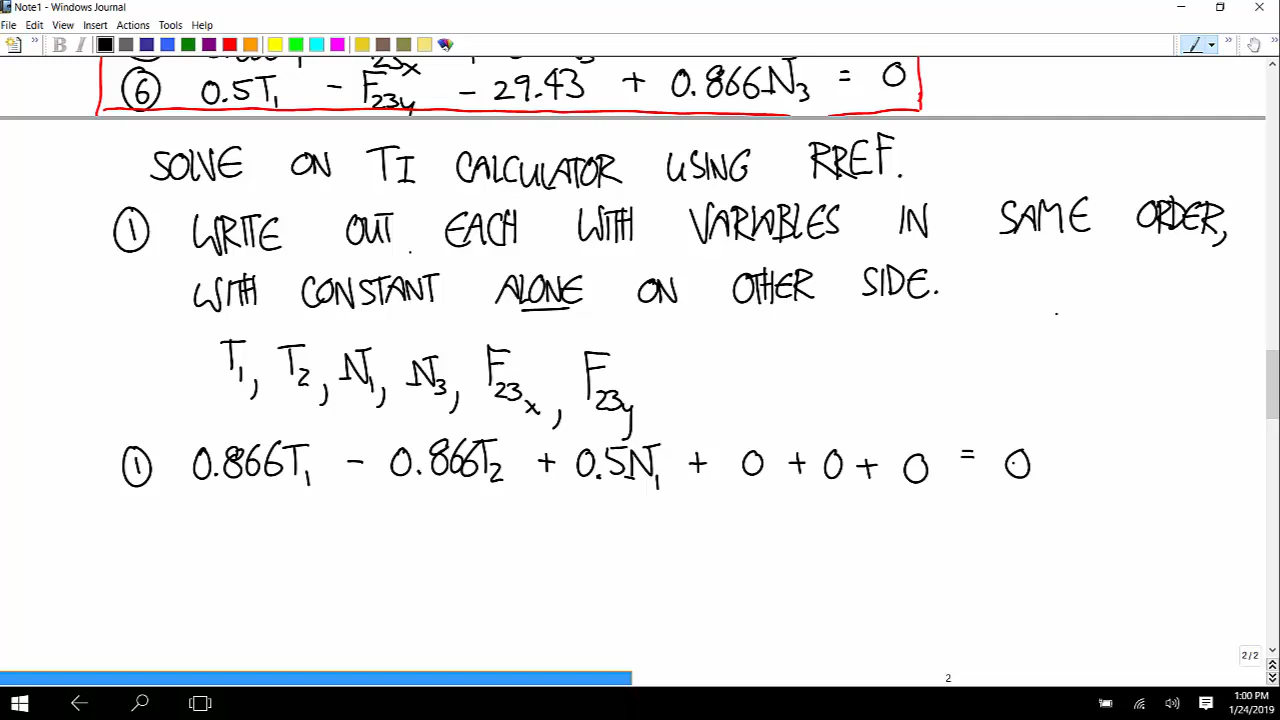 Note1 - Windows Journal
File Edit View Insert Actions Tools Help
B I
⑥ 0.5T₁ - F₂₃y - 29.43 + 0.866N₃ = 0
SOLVE ON TI CALCULATOR USING RREF.
① WRITE OUT EACH WITH VARIABLES IN SAME ORDER,
WITH CONSTANT ALONE ON OTHER SIDE.
T₁, T₂, N₁, N₃, F₂₃ₓ, F₂₃y
① 0.866T₁ - 0.866T₂ + 0.5N₁ + 0 + 0 + 0 = 0
2/2
2
1:00 PM
1/24/2019